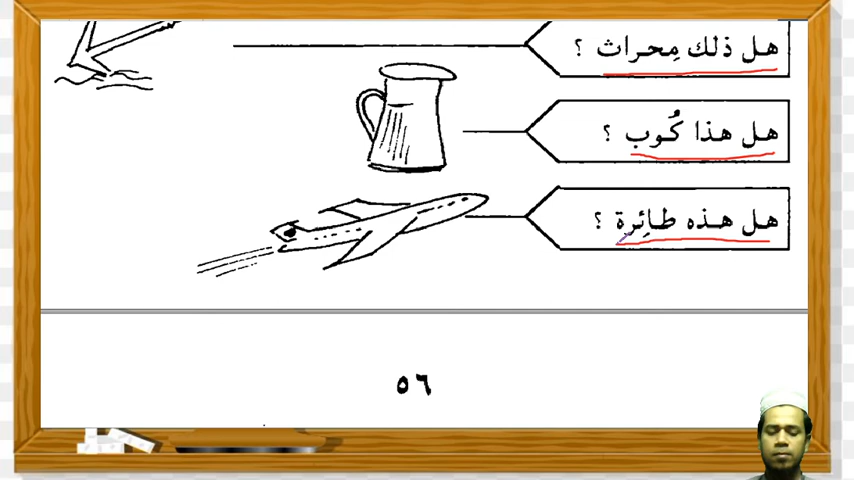 هل ذلك مِحراث ؟
هل هذا كُوب ؟
هل هذه طائِرة ؟
٥٦